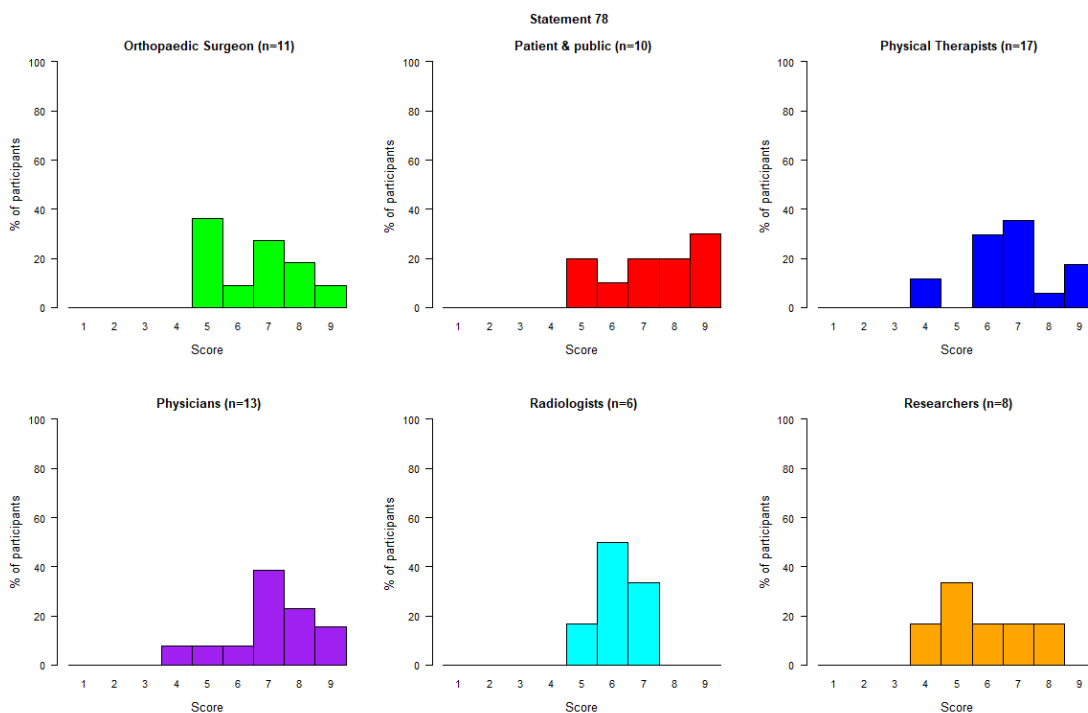 Statement 78
Orthopaedic Surgeon (n=11)
% of participants
100
80
60
40
20
0
1 2 3 4 5 6 7 8 9
Score
Patient & public (n=10)
% of participants
100
80
60
40
20
0
1 2 3 4 5 6 7 8 9
Score
Physical Therapists (n=17)
% of participants
100
80
60
40
20
0
1 2 3 4 5 6 7 8 9
Score
Physicians (n=13)
% of participants
100
80
60
40
20
0
1 2 3 4 5 6 7 8 9
Score
Radiologists (n=6)
% of participants
100
80
60
40
20
0
1 2 3 4 5 6 7 8 9
Score
Researchers (n=8)
% of participants
100
80
60
40
20
0
1 2 3 4 5 6 7 8 9
Score